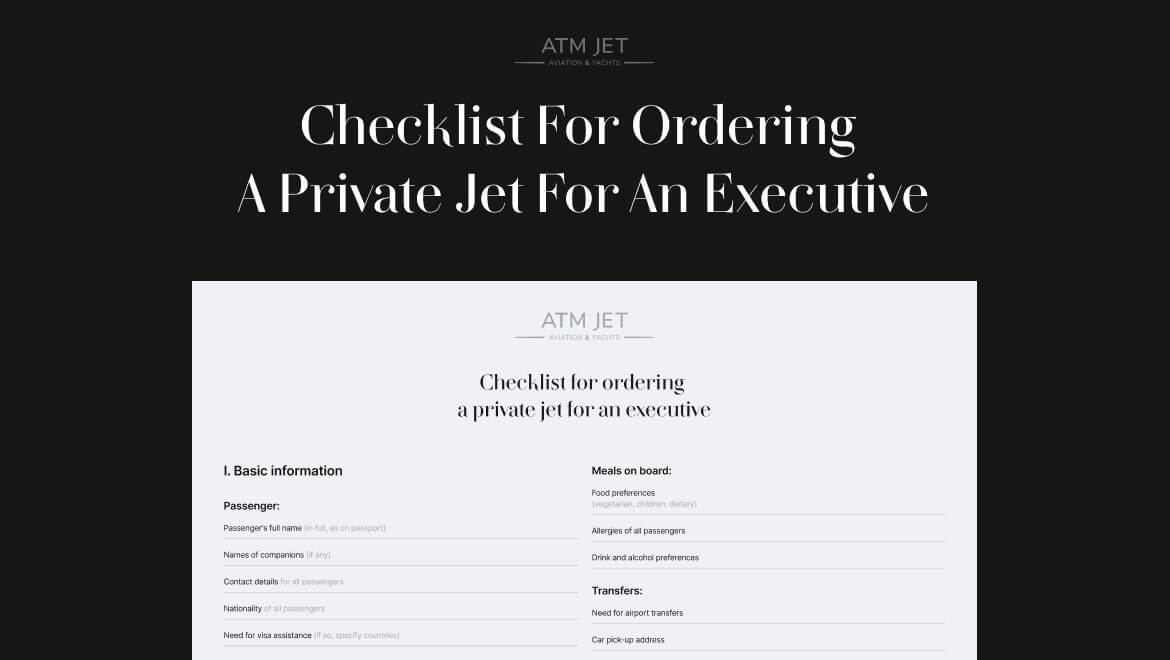 ATM JET
AVIATION & YACHTS
Checklist For Ordering
A Private Jet For An Executive
ATM JET
AVIATION & YACHTS
Checklist for ordering
a private jet for an executive
I. Basic information
Passenger:
Passenger's full name (in full, as on passport)
Names of companions (if any)
Contact details for all passengers
Nationality of all passengers
Need for visa assistance (if so, specify countries)
Meals on board:
Food preferences
(vegetarian, children, dietary)
Allergies of all passengers
Drink and alcohol preferences
Transfers:
Need for airport transfers
Car pick-up address